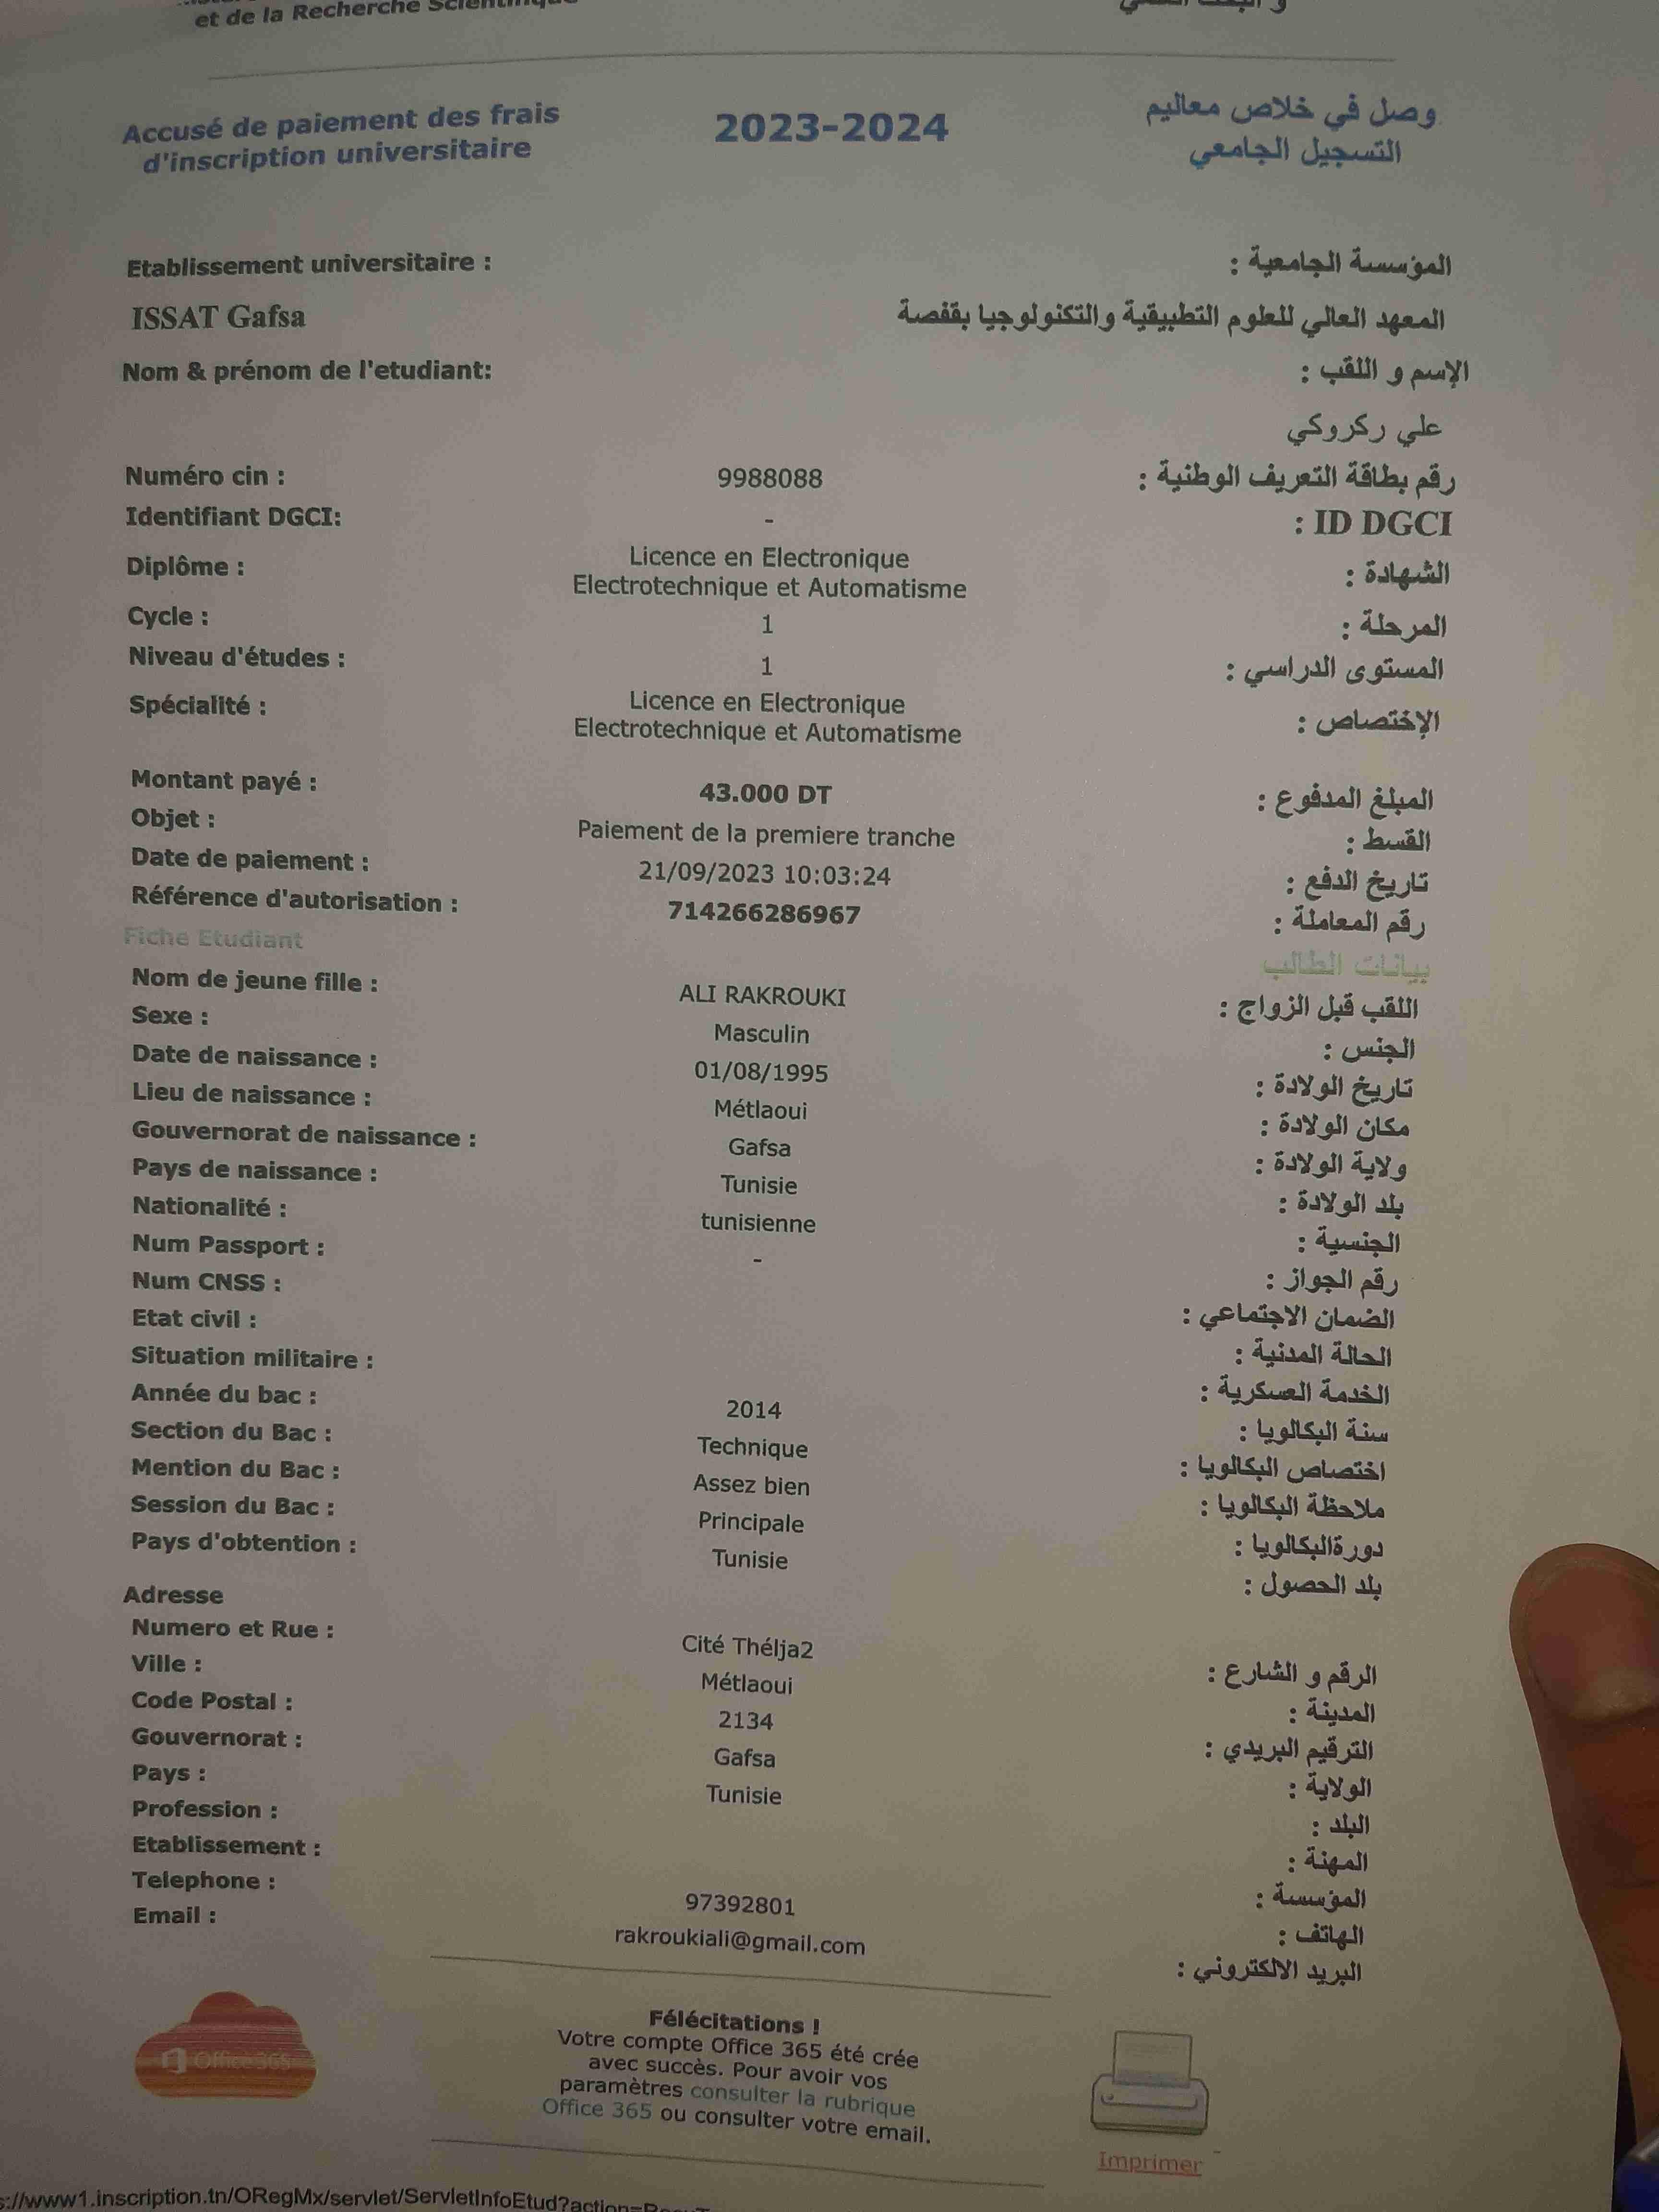 et de la Recherche Scientifique
Accusé de paiement des frais
d'inscription universitaire
2023-2024
وصل في خلاص معاليم
التسجيل الجامعي
Etablissement universitaire : المؤسسة الجامعية :
ISSAT Gafsa المعهد العالي للعلوم التطبيقية والتكنولوجيا بقفصة
Nom & prénom de l'etudiant: الإسم و اللقب :
علي ركروكي
Numéro cin : 9988088 رقم بطاقة التعريف الوطنية :
Identifiant DGCI: - ID DGCI :
Diplôme : Licence en Electronique الشهادة :
Electrotechnique et Automatisme
Cycle : 1 المرحلة :
Niveau d'études : 1 المستوى الدراسي :
Spécialité : Licence en Electronique الإختصاص :
Electrotechnique et Automatisme
Montant payé : 43.000 DT المبلغ المدفوع :
Objet : Paiement de la premiere tranche القسط :
Date de paiement : 21/09/2023 10:03:24 تاريخ الدفع :
Référence d'autorisation : 714266286967 رقم المعاملة :
Fiche Etudiant بيانات الطالب
Nom de jeune fille : ALI RAKROUKI اللقب قبل الزواج :
Sexe : Masculin الجنس :
Date de naissance : 01/08/1995 تاريخ الولادة :
Lieu de naissance : Métlaoui مكان الولادة :
Gouvernorat de naissance : Gafsa ولاية الولادة :
Pays de naissance : Tunisie بلد الولادة :
Nationalité : tunisienne الجنسية :
Num Passport : - رقم الجواز :
Num CNSS : الضمان الاجتماعي :
Etat civil : الحالة المدنية :
Situation militaire : الخدمة العسكرية :
Année du bac : 2014 سنة البكالويا :
Section du Bac : Technique اختصاص البكالويا :
Mention du Bac : Assez bien ملاحظة البكالويا :
Session du Bac : Principale دورةالبكالويا :
Pays d'obtention : Tunisie بلد الحصول :
Adresse
Numero et Rue : Cité Thélja2 الرقم و الشارع :
Ville : Métlaoui المدينة :
Code Postal : 2134 الترقيم البريدي :
Gouvernorat : Gafsa الولاية :
Pays : Tunisie البلد :
Profession : المهنة :
Etablissement : المؤسسة :
Telephone : 97392801 الهاتف :
Email : rakroukiali@gmail.com البريد الالكتروني :
Office 365
Félécitations !
Votre compte Office 365 été crée
avec succès. Pour avoir vos
paramètres consulter la rubrique
Office 365 ou consulter votre email.
Imprimer
s://www1.inscription.tn/ORegMx/servlet/ServletInfoEtud?action=